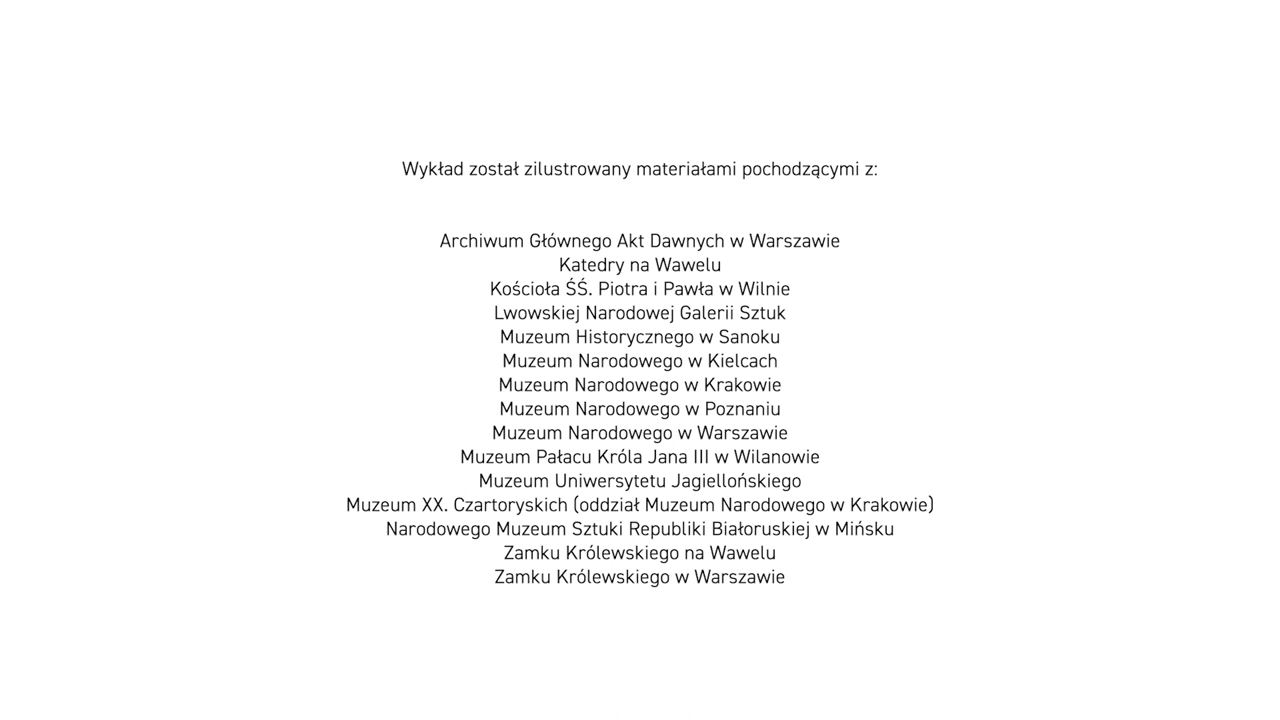 Wykład został zilustrowany materiałami pochodzącymi z:
Archiwum Głównego Akt Dawnych w Warszawie
Katedry na Wawelu
Kościoła ŚŚ. Piotra i Pawła w Wilnie
Lwowskiej Narodowej Galerii Sztuk
Muzeum Historycznego w Sanoku
Muzeum Narodowego w Kielcach
Muzeum Narodowego w Krakowie
Muzeum Narodowego w Poznaniu
Muzeum Narodowego w Warszawie
Muzeum Pałacu Króla Jana III w Wilanowie
Muzeum Uniwersytetu Jagiellońskiego
Muzeum XX. Czartoryskich (oddział Muzeum Narodowego w Krakowie)
Narodowego Muzeum Sztuki Republiki Białoruskiej w Mińsku
Zamku Królewskiego na Wawelu
Zamku Królewskiego w Warszawie